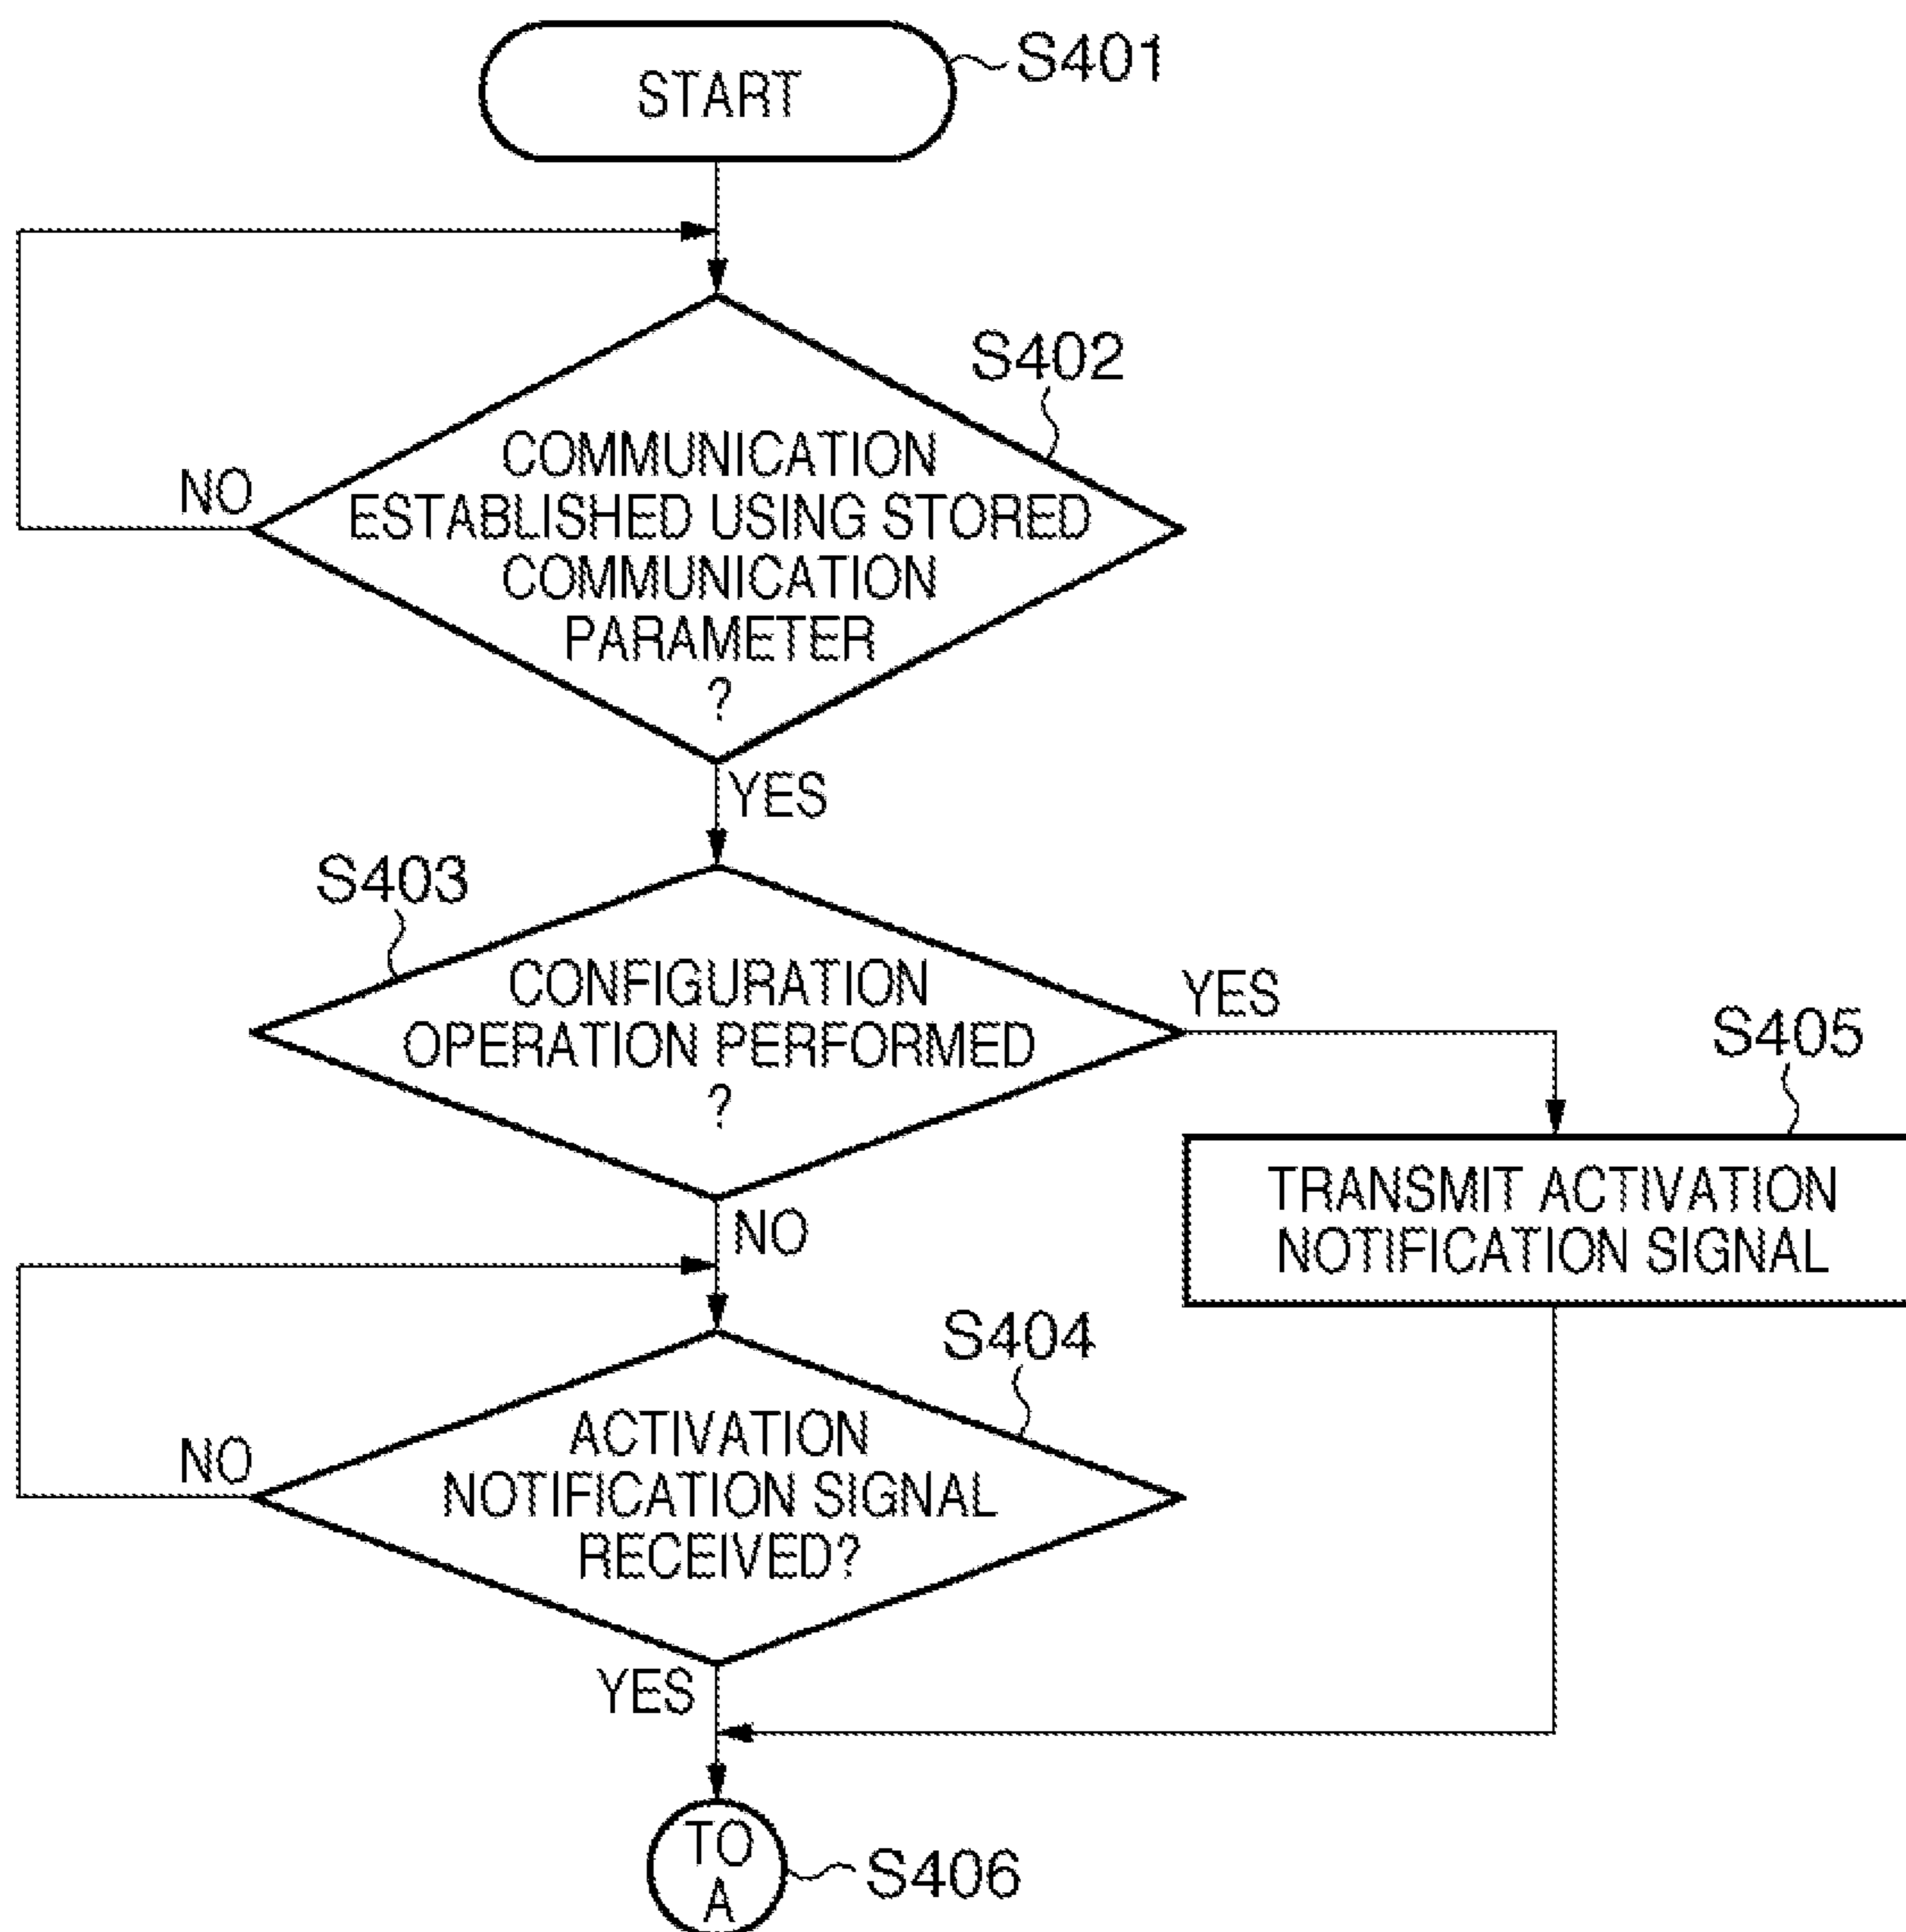 START
S401
S402
COMMUNICATION
ESTABLISHED USING STORED
COMMUNICATION
PARAMETER
?
NO
YES
S403
CONFIGURATION
OPERATION PERFORMED
?
YES
S405
TRANSMIT ACTIVATION
NOTIFICATION SIGNAL
NO
S404
ACTIVATION
NOTIFICATION SIGNAL
RECEIVED?
NO
YES
TO
A
S406